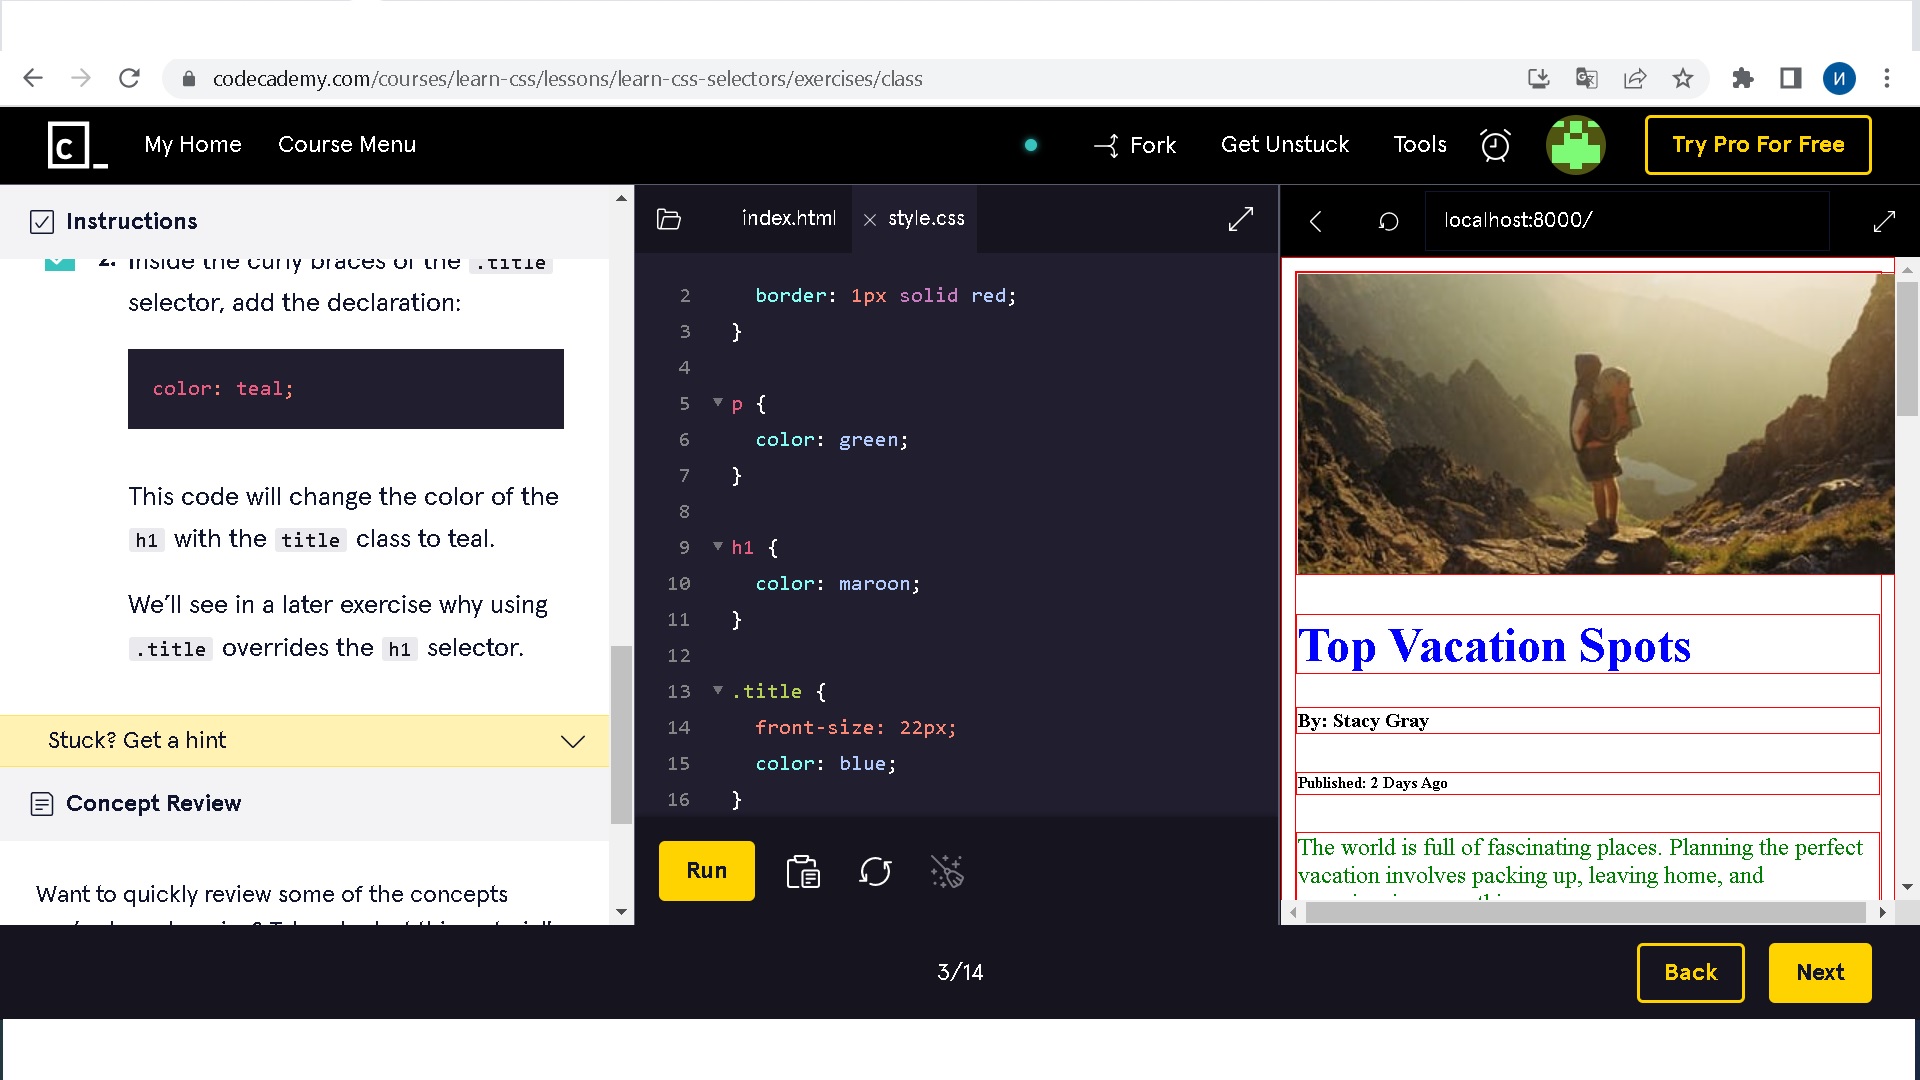 codecademy.com/courses/learn-css/lessons/learn-css-selectors/exercises/class
И
c_
My Home
Course Menu
Fork
Get Unstuck
Tools
Try Pro For Free
Instructions
2. Inside the curly braces of the .title
selector, add the declaration:
color: teal;
This code will change the color of the
h1 with the title class to teal.
We’ll see in a later exercise why using
.title overrides the h1 selector.
Stuck? Get a hint
Concept Review
Want to quickly review some of the concepts
index.html
style.css
2 border: 1px solid red;
3 }
4
5 p {
6 color: green;
7 }
8
9 h1 {
10 color: maroon;
11 }
12
13 .title {
14 front-size: 22px;
15 color: blue;
16 }
Run
localhost:8000/
Top Vacation Spots
By: Stacy Gray
Published: 2 Days Ago
The world is full of fascinating places. Planning the perfect
vacation involves packing up, leaving home, and
3/14
Back
Next